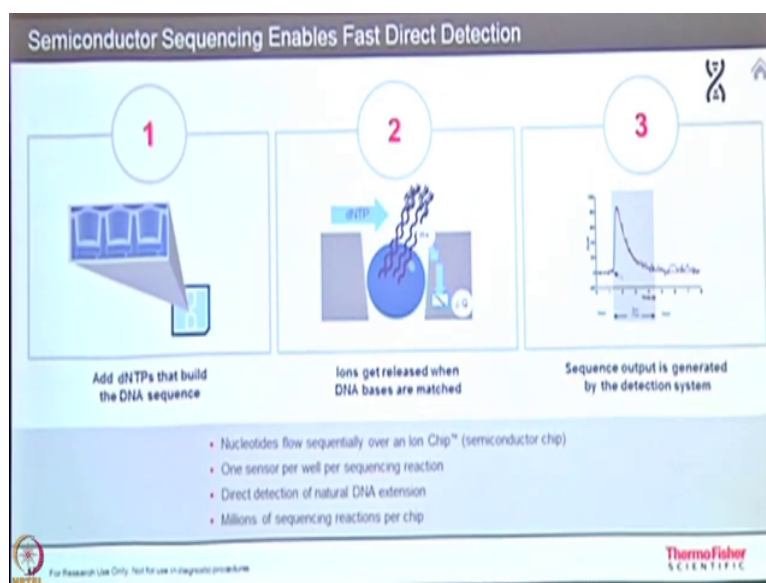 Semiconductor Sequencing Enables Fast Direct Detection
1
2
3
dNTP
Add dNTPs that build
the DNA sequence
Ions get released when
DNA bases are matched
Sequence output is generated
by the detection system
• Nucleotides flow sequentially over an Ion Chip™ (semiconductor chip)
• One sensor per well per sequencing reaction
• Direct detection of natural DNA extension
• Millions of sequencing reactions per chip
For Research Use Only. Not for use in diagnostic procedures.
ThermoFisher
SCIENTIFIC
NPTEL